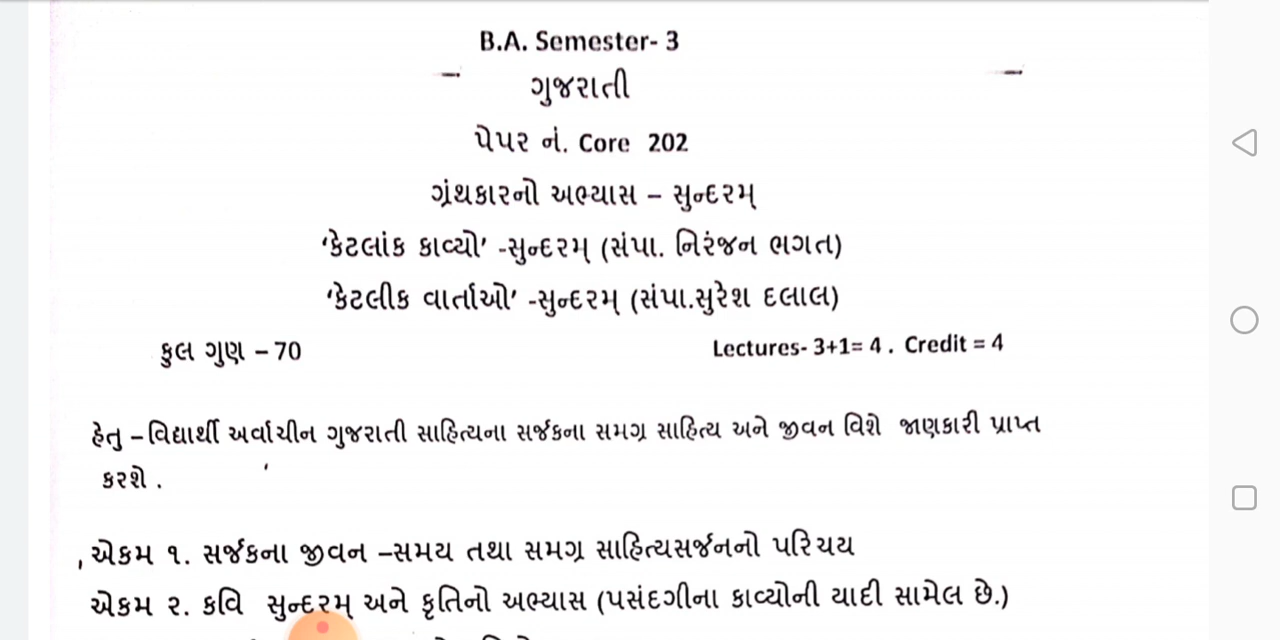 B.A. Semester- 3
ગુજરાતી
પેપર નં. Core 202
ગ્રંથકારનો અભ્યાસ – સુન્દરમ્
‘કેટલાંક કાવ્યો’ -સુન્દરમ્ (સંપા. નિરંજન ભગત)
‘કેટલીક વાર્તાઓ’ -સુન્દરમ્ (સંપા.સુરેશ દલાલ)
કુલ ગુણ – 70 Lectures- 3+1= 4 . Credit = 4
હેતુ – વિદ્યાર્થી અર્વાચીન ગુજરાતી સાહિત્યના સર્જકના સમગ્ર સાહિત્ય અને જીવન વિશે જાણકારી પ્રાપ્ત
કરશે .
એકમ ૧. સર્જકના જીવન –સમય તથા સમગ્ર સાહિત્યસર્જનનો પરિચય
એકમ ૨. કવિ સુન્દરમ્ અને કૃતિનો અભ્યાસ (પસંદગીના કાવ્યોની યાદી સામેલ છે.)